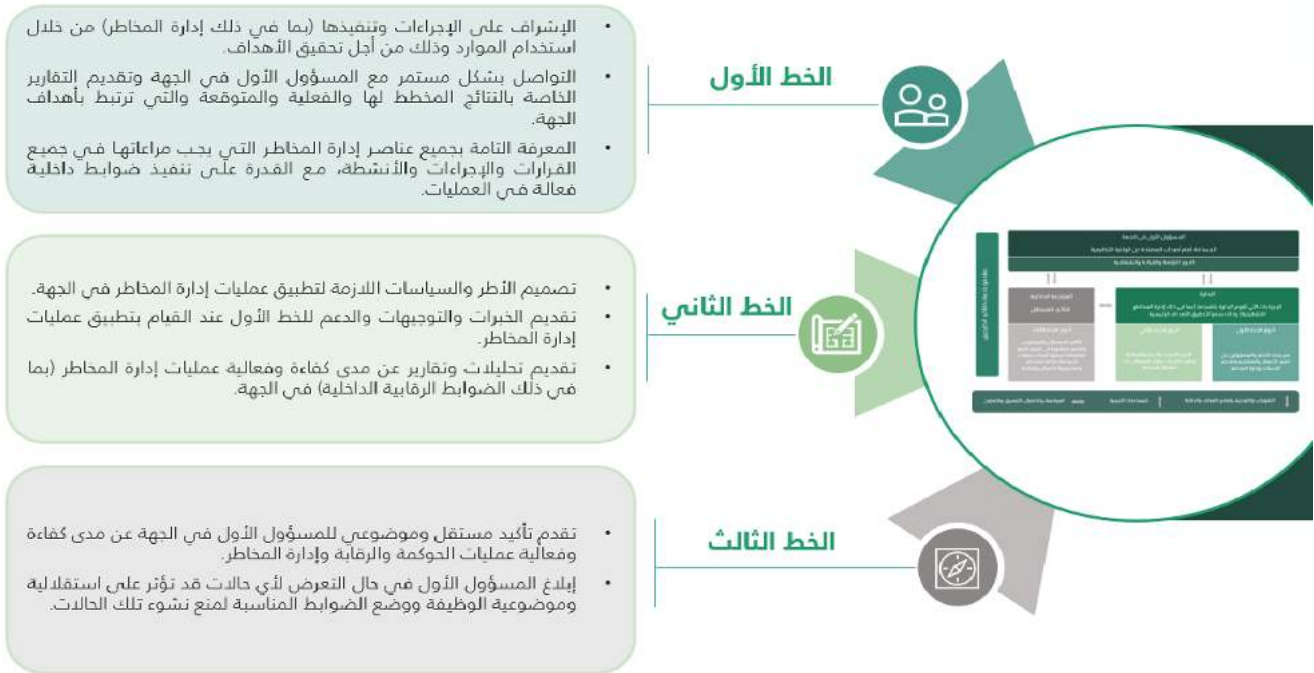 الخط الأول
• الإشراف على الإجراءات وتنفيذها (بما في ذلك إدارة المخاطر) من خلال
استخدام الموارد وذلك من أجل تحقيق الأهداف.
• التواصل بشكل مستمر مع المسؤول الأول في الجهة وتقديم التقارير
الخاصة بالنتائج المخطط لها والفعلية والمتوقعة والتي ترتبط بأهداف
الجهة.
• المعرفة التامة بجميع عناصر إدارة المخاطر التي يجب مراعاتها في جميع
القرارات والإجراءات والأنشطة، مع القدرة على تنفيذ ضوابط داخلية
فعالة في العمليات.
الخط الثاني
• تصميم الأطر والسياسات اللازمة لتطبيق عمليات إدارة المخاطر في الجهة.
• تقديم الخبرات والتوجيهات والدعم للخط الأول عند القيام بتطبيق عمليات
إدارة المخاطر.
• تقديم تحليلات وتقارير عن مدى كفاءة وفعالية عمليات إدارة المخاطر (بما
في ذلك الضوابط الرقابية الداخلية) في الجهة.
الخط الثالث
• تقدم تأكيد مستقل وموضوعي للمسؤول الأول في الجهة عن مدى كفاءة
وفعالية عمليات الحوكمة والرقابة وإدارة المخاطر.
• إبلاغ المسؤول الأول في حال التعرض لأي حالات قد تؤثر على استقلالية
وموضوعية الوظيفة ووضع الضوابط المناسبة لمنع نشوء تلك الحالات.
المسؤول الأول في الجهة
الإدارة